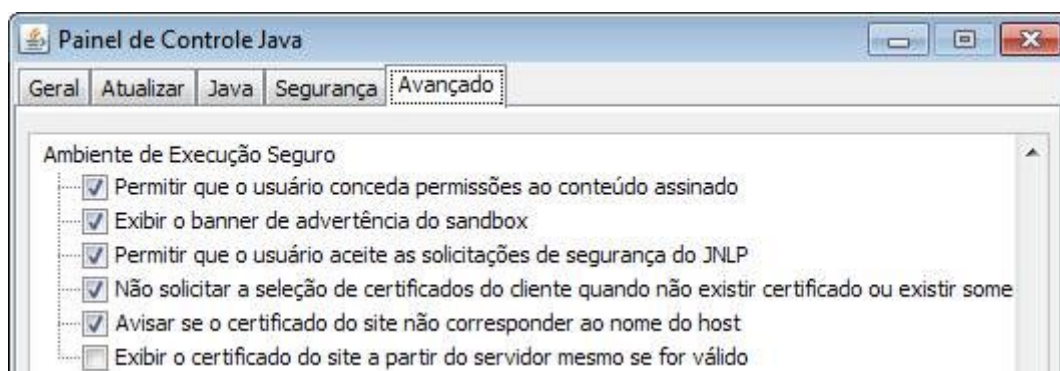 Painel de Controle Java
Geral Atualizar Java Segurança Avançado
Ambiente de Execução Seguro
Permitir que o usuário conceda permissões ao conteúdo assinado
Exibir o banner de advertência do sandbox
Permitir que o usuário aceite as solicitações de segurança do JNLP
Não solicitar a seleção de certificados do cliente quando não existir certificado ou existir some
Avisar se o certificado do site não corresponder ao nome do host
Exibir o certificado do site a partir do servidor mesmo se for válido